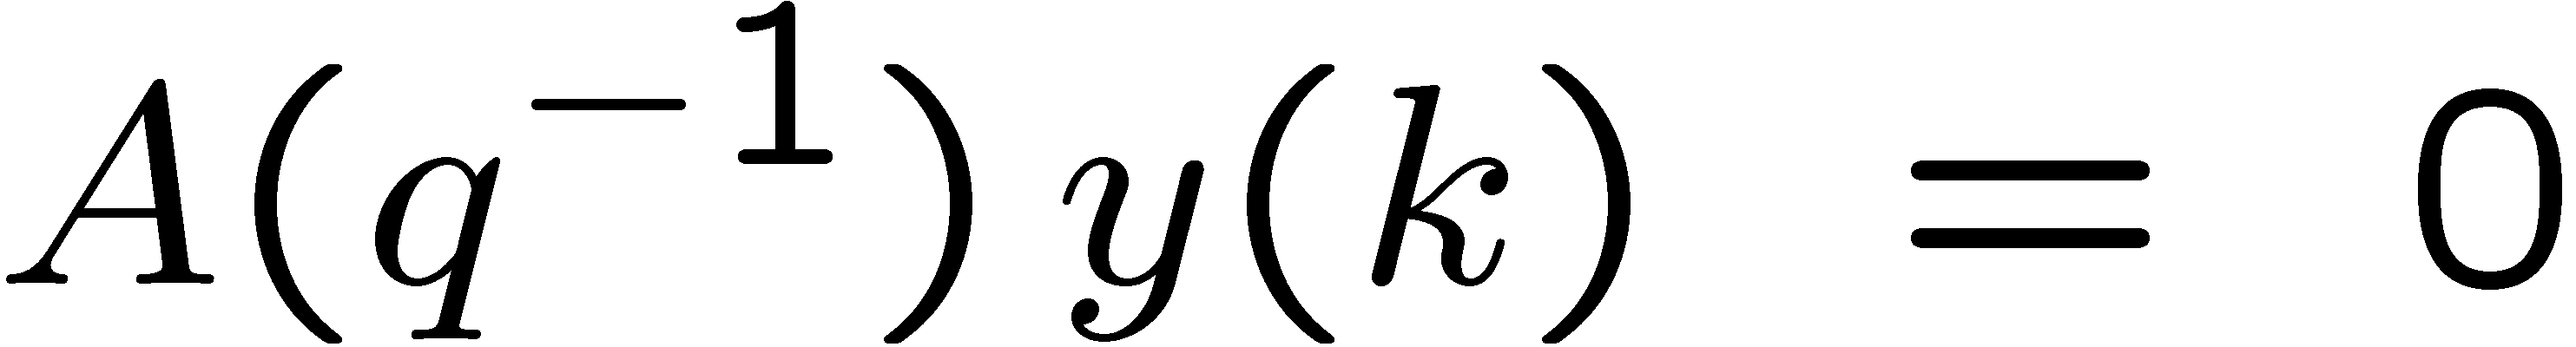 A(q⁻¹) y(k) = 0